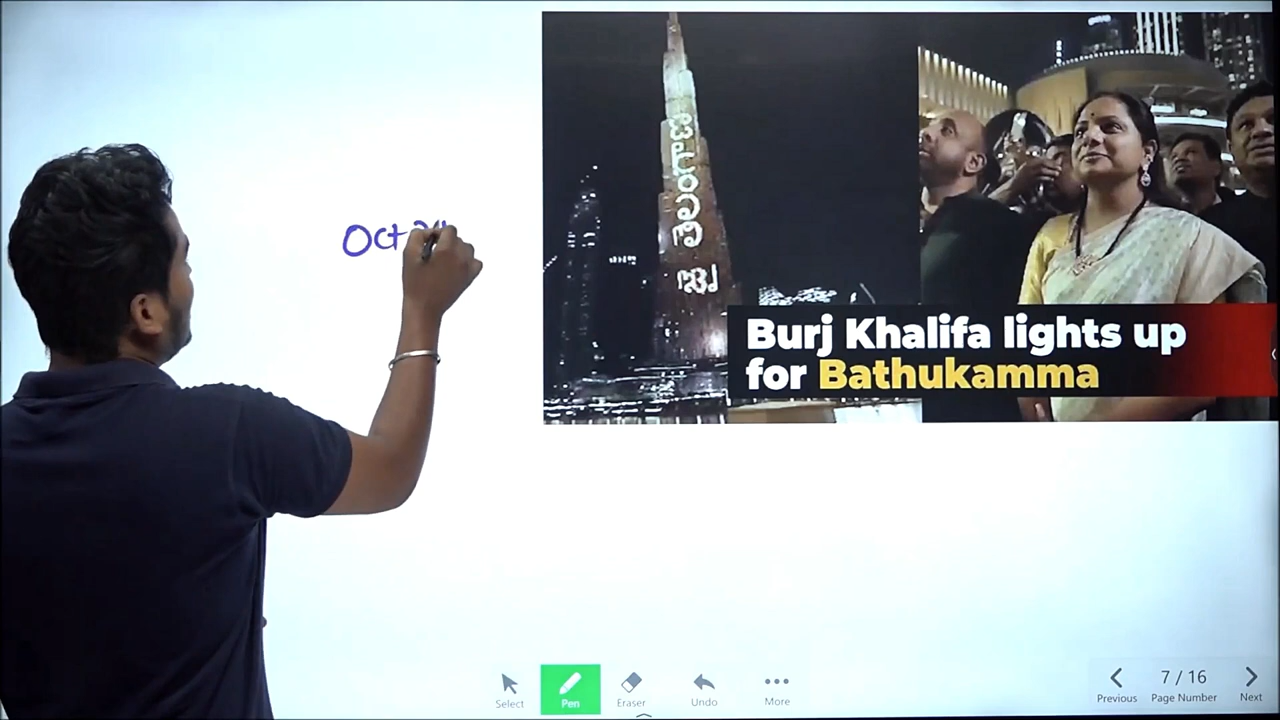 Oct
జై తెలంగాణ
Burj Khalifa lights up
for Bathukamma
Select
Pen
Eraser
Undo
More
Previous
7 / 16
Page Number
Next